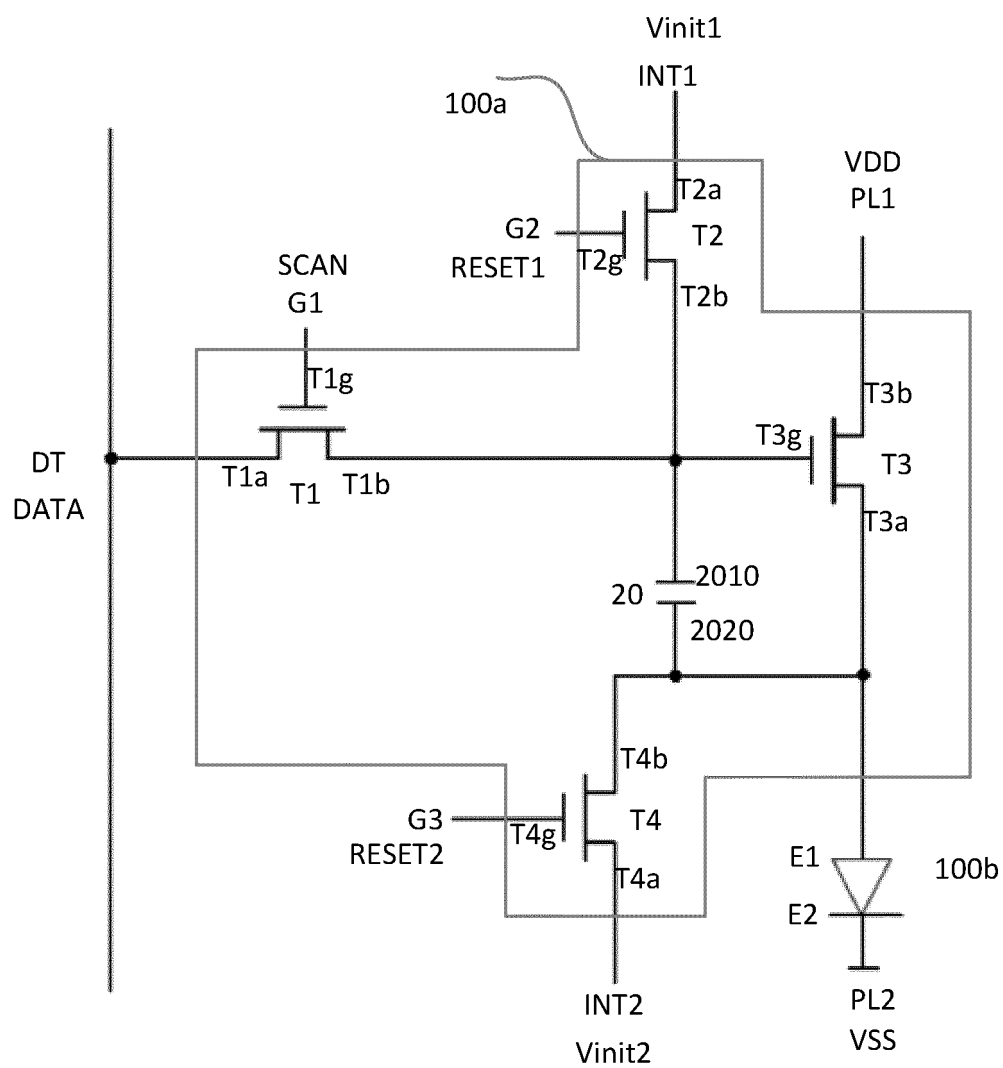 Vinit1
INT1
100a
VDD
PL1
T2a
G2
T2
RESET1
T2g
SCAN
T2b
G1
T1g
T3b
T3g
DT
T3
T1a
T1
T1b
DATA
T3a
2010
20
2020
T4b
G3
T4g
T4
RESET2
E1
T4a
100b
E2
INT2
PL2
Vinit2
VSS